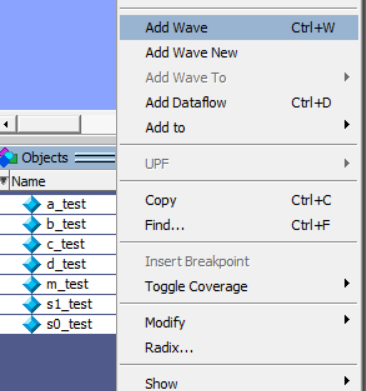 Objects
Name
a_test
b_test
c_test
d_test
m_test
s1_test
s0_test
Add Wave Ctrl+W
Add Wave New
Add Wave To
Add Dataflow Ctrl+D
Add to
UPF
Copy Ctrl+C
Find... Ctrl+F
Insert Breakpoint
Toggle Coverage
Modify
Radix...
Show